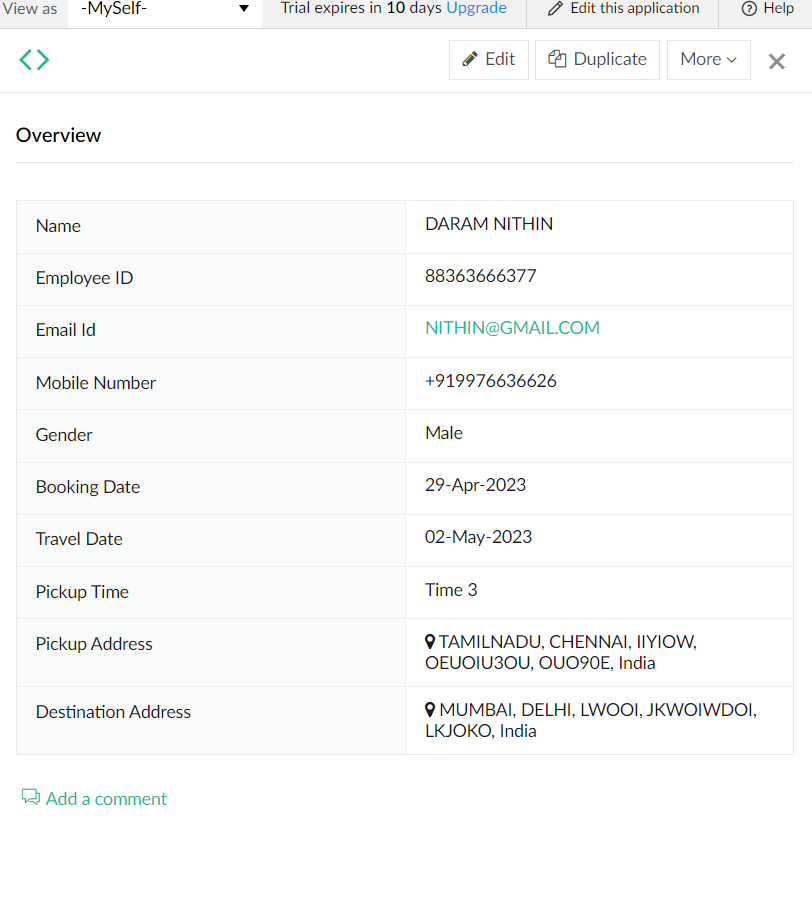 View as -MySelf- Trial expires in 10 days Upgrade Edit this application Help
Edit Duplicate More
Overview
Name DARAM NITHIN
Employee ID 88363666377
Email Id NITHIN@GMAIL.COM
Mobile Number +919976636626
Gender Male
Booking Date 29-Apr-2023
Travel Date 02-May-2023
Pickup Time Time 3
Pickup Address TAMILNADU, CHENNAI, IIYIOW,
OEUOIU3OU, OUO90E, India
Destination Address MUMBAI, DELHI, LWOOI, JKWOIWDOI,
LKJOKO, India
Add a comment